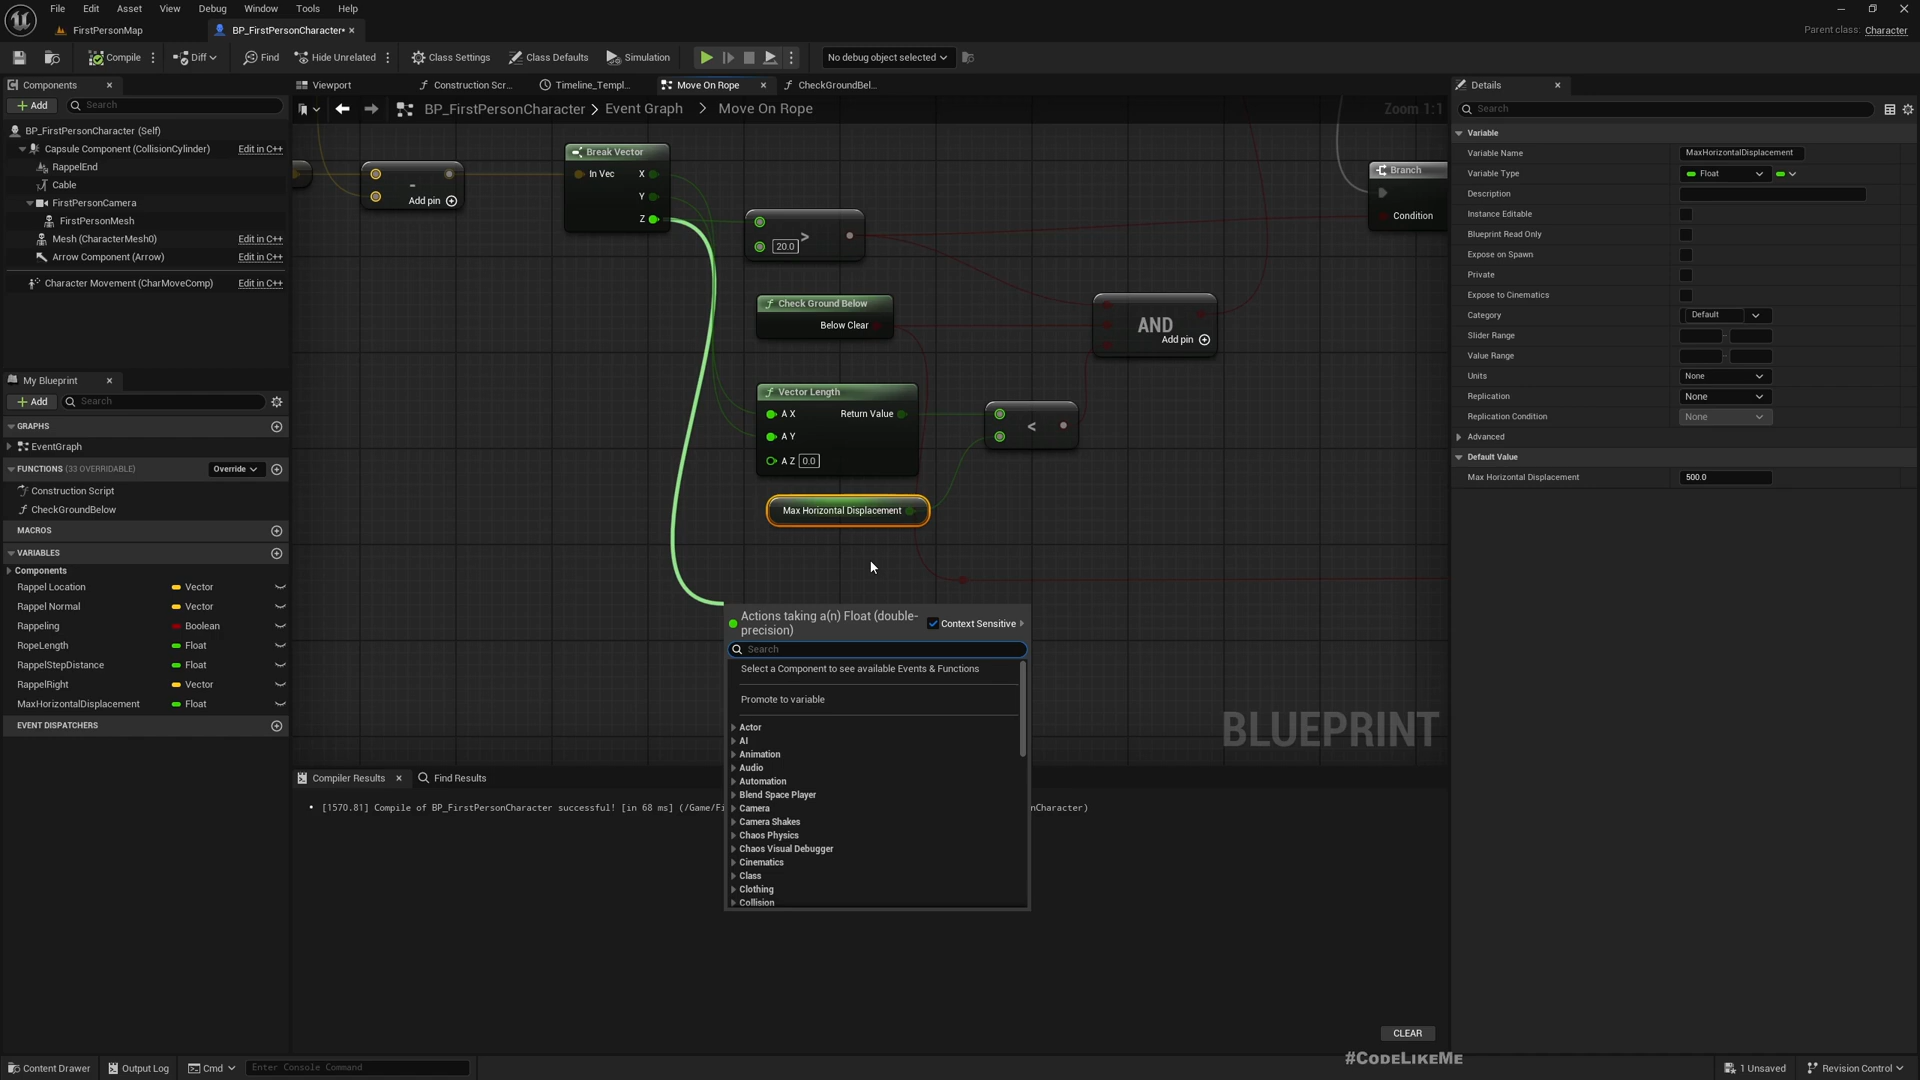 File Edit Asset View Debug Window Tools Help
FirstPersonMap
BP_FirstPersonCharacter•
Parent class: Character
Compile
Diff
Find
Hide Unrelated
Class Settings
Class Defaults
Simulation
No debug object selected
Components
Add
Search
BP_FirstPersonCharacter (Self)
Capsule Component (CollisionCylinder) Edit in C++
RappelEnd
Cable
FirstPersonCamera
FirstPersonMesh
Mesh (CharacterMesh0) Edit in C++
Arrow Component (Arrow) Edit in C++
Character Movement (CharMoveComp) Edit in C++
My Blueprint
Add
Search
GRAPHS
EventGraph
FUNCTIONS (33 OVERRIDABLE) Override
Construction Script
CheckGroundBelow
MACROS
VARIABLES
Components
Rappel Location Vector
Rappel Normal Vector
Rappeling Boolean
RopeLength Float
RappelStepDistance Float
RappelRight Vector
MaxHorizontalDisplacement Float
EVENT DISPATCHERS
Viewport
Construction Scr...
Timeline_Templ...
Move On Rope
CheckGroundBel...
BP_FirstPersonCharacter > Event Graph > Move On Rope
Zoom 1:1
-
Add pin
Break Vector
In Vec X
Y
Z
>
20.0
Branch
Condition
Check Ground Below
Below Clear
AND
Add pin
Vector Length
A X Return Value
A Y
A Z 0.0
<
Max Horizontal Displacement
Actions taking a(n) Float (double-
precision)
Context Sensitive
Search
Select a Component to see available Events & Functions
Promote to variable
Actor
AI
Animation
Audio
Automation
Blend Space Player
Camera
Camera Shakes
Chaos Physics
Chaos Visual Debugger
Cinematics
Class
Clothing
Collision
BLUEPRINT
Compiler Results
Find Results
[1570.81] Compile of BP_FirstPersonCharacter successful! [in 68 ms] (/Game/Fi
nCharacter)
CLEAR
#CODELIKEME
Details
Search
Variable
Variable Name MaxHorizontalDisplacement
Variable Type Float
Description
Instance Editable
Blueprint Read Only
Expose on Spawn
Private
Expose to Cinematics
Category Default
Slider Range
Value Range
Units None
Replication None
Replication Condition None
Advanced
Default Value
Max Horizontal Displacement 500.0
Content Drawer
Output Log
Cmd
Enter Console Command
1 Unsaved
Revision Control